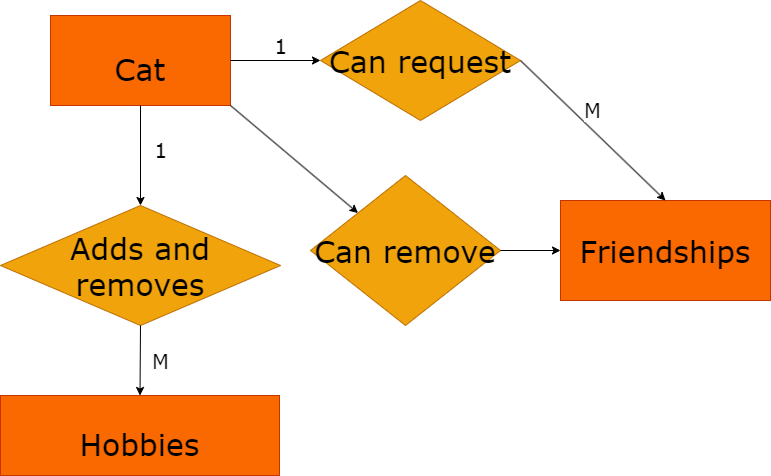 Cat
1
Can request
M
1
Adds and
removes
Can remove
Friendships
M
Hobbies